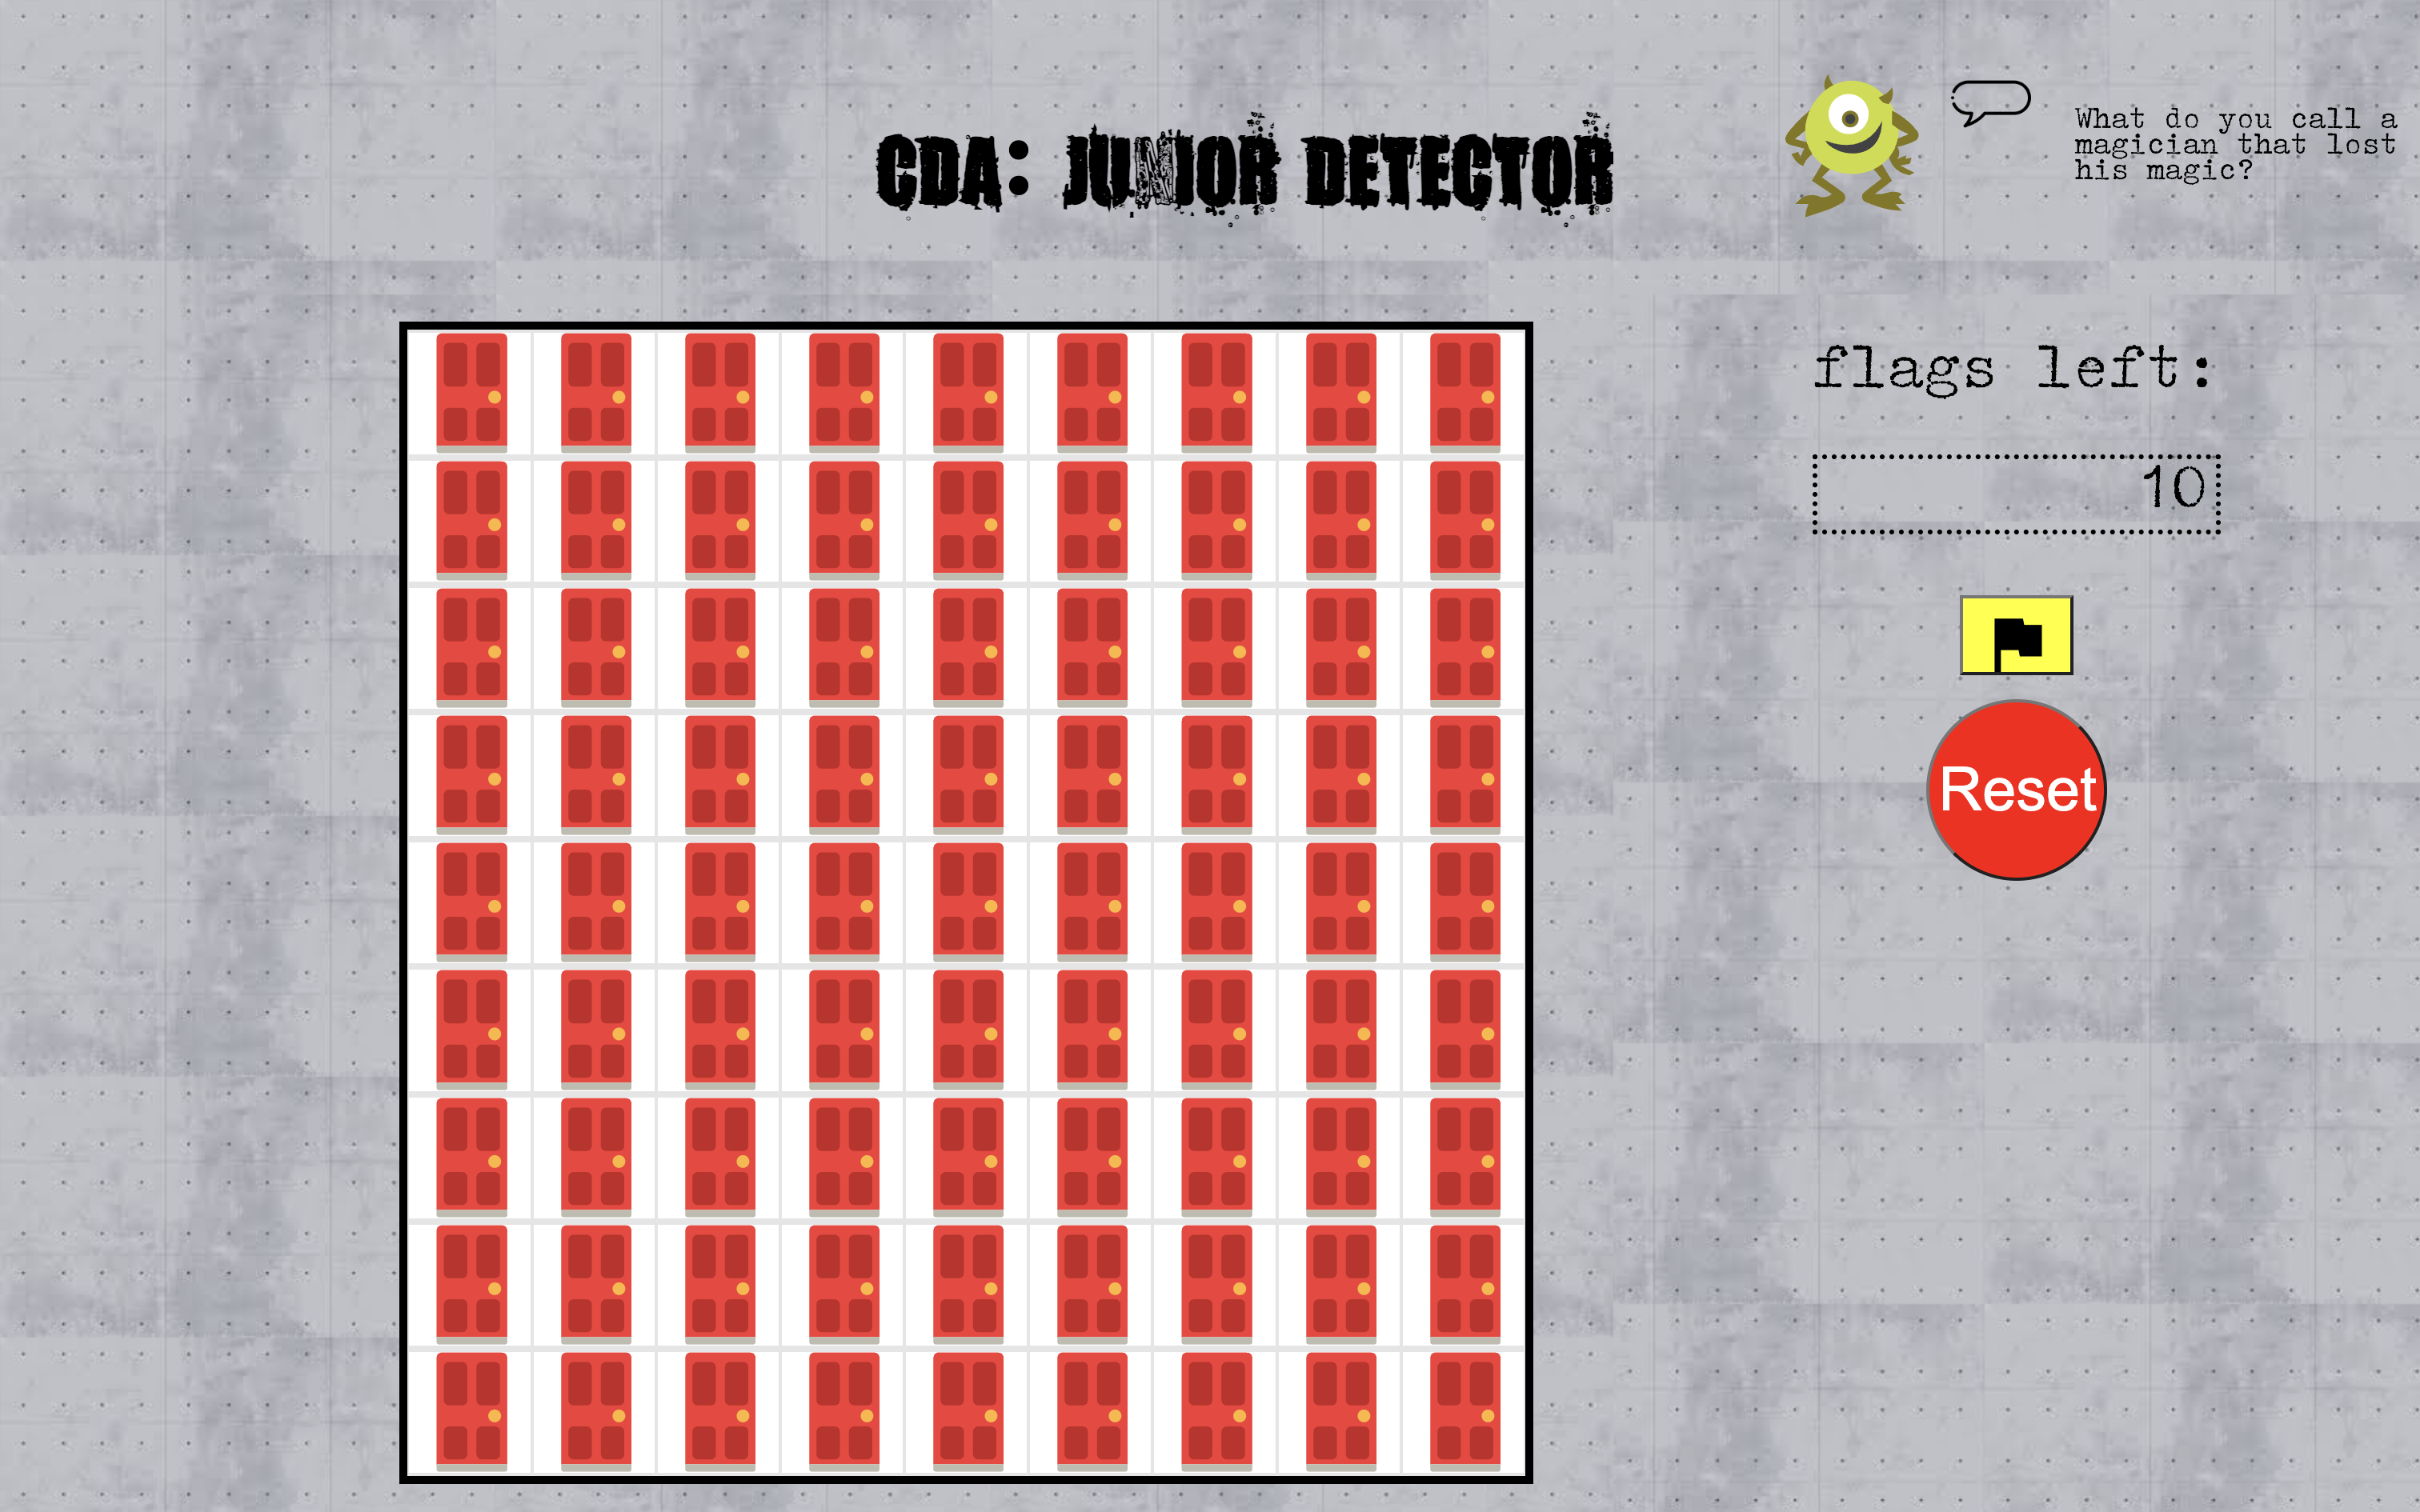 CDA: JUNIOR DETECTOR
What do you call a
magician that lost
his magic?
flags left:
10
Reset